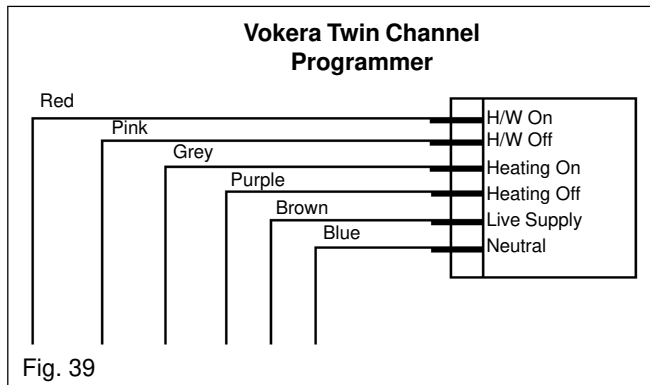 Vokera Twin Channel
Programmer
Red
H/W On
Pink
H/W Off
Grey
Heating On
Purple
Heating Off
Brown
Live Supply
Blue
Neutral
Fig. 39